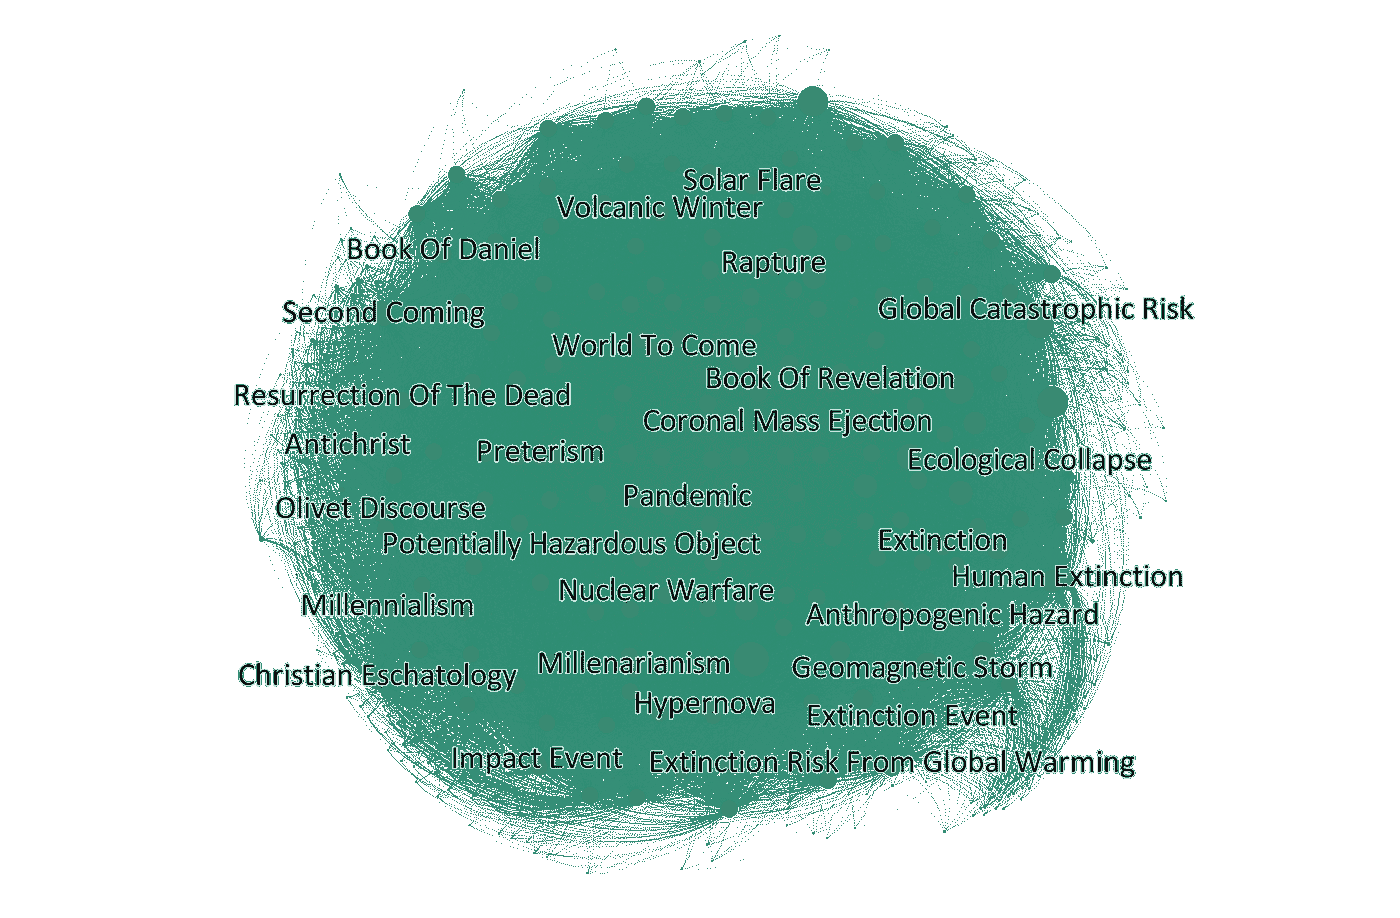 Solar Flare
Volcanic Winter
Book Of Daniel
Rapture
Second Coming
Global Catastrophic Risk
World To Come
Book Of Revelation
Resurrection Of The Dead
Coronal Mass Ejection
Antichrist
Preterism
Ecological Collapse
Pandemic
Olivet Discourse
Potentially Hazardous Object
Extinction
Human Extinction
Nuclear Warfare
Millennialism
Anthropogenic Hazard
Millenarianism
Geomagnetic Storm
Christian Eschatology
Hypernova
Extinction Event
Impact Event
Extinction Risk From Global Warming